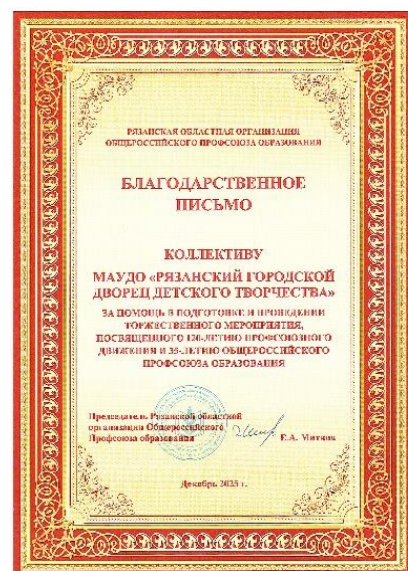 РЯЗАНСКАЯ ОБЛАСТНАЯ ОРГАНИЗАЦИЯ
ОБЩЕРОССИЙСКОГО ПРОФСОЮЗА ОБРАЗОВАНИЯ
БЛАГОДАРСТВЕННОЕ
ПИСЬМО
КОЛЛЕКТИВУ
МАУДО «РЯЗАНСКИЙ ГОРОДСКОЙ
ДВОРЕЦ ДЕТСКОГО ТВОРЧЕСТВА»
ЗА ПОМОЩЬ В ПОДГОТОВКЕ И ПРОВЕДЕНИИ
ТОРЖЕСТВЕННОГО МЕРОПРИЯТИЯ,
ПОСВЯЩЕННОГО 120-ЛЕТИЮ ПРОФСОЮЗНОГО
ДВИЖЕНИЯ И 35-ЛЕТИЮ ОБЩЕРОССИЙСКОГО
ПРОФСОЮЗА ОБРАЗОВАНИЯ
Председатель Рязанской областной
организации Общероссийского
Профсоюза образования Е.А.
Декабрь 2025 г.